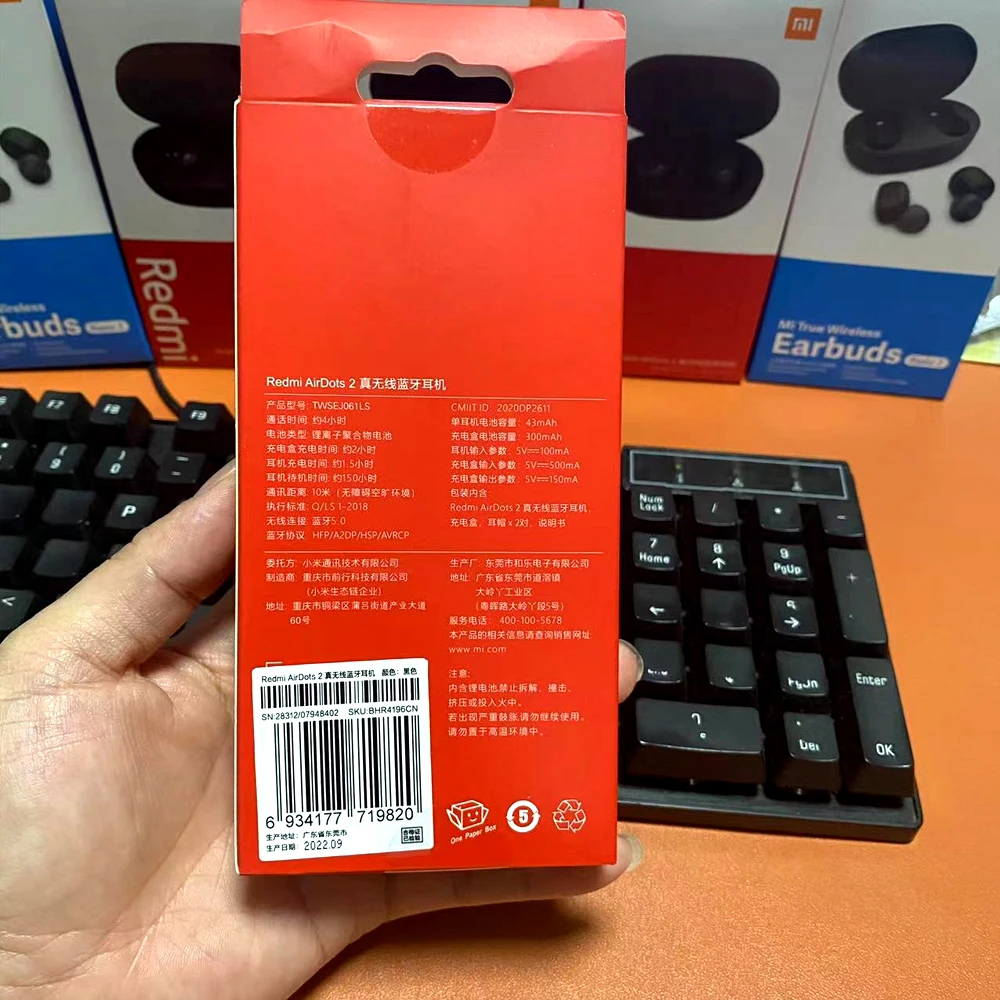 mi
Redmi
buds
Mi True Wireless
Earbuds
Redmi AirDots 2 真无线蓝牙耳机
产品型号: TWSEJ061LS
通话时间: 约4小时
电池类型: 锂离子聚合物电池
充电盒充电时间: 约2小时
耳机充电时间: 约1.5小时
耳机待机时间: 约150小时
通讯距离: 10米（无障碍空旷环境）
执行标准: Q/LS 1-2018
无线连接: 蓝牙5.0
蓝牙协议: HFP/A2DP/HSP/AVRCP
CMIIT ID: 2020DP2611
单耳机电池容量: 43mAh
充电盒电池容量: 300mAh
耳机输入参数: 5V⎓100mA
充电盒输入参数: 5V⎓500mA
充电盒输出参数: 5V⎓150mA
包装内含:
Redmi AirDots 2 真无线蓝牙耳机、
充电盒、耳帽 x 2对、说明书
委托方: 小米通讯技术有限公司
制造商: 重庆市前行科技有限公司
（小米生态链企业）
地址: 重庆市铜梁区蒲吕街道产业大道
60号
生产厂: 东莞市和乐电子有限公司
地址: 广东省东莞市道滘镇
大岭丫工业区
（粤晖路大岭丫段5号）
服务电话: 400-100-5678
本产品的相关信息请查询销售网址:
www.mi.com
注意:
内含锂电池禁止拆解、撞击、
挤压或投入火中。
若出现严重鼓胀请勿继续使用。
请勿置于高温环境中。
Redmi AirDots 2 真无线蓝牙耳机 颜色: 黑色
SN:28312/07948402 SKU:BHR4196CN
6 934177 719820
生产地址: 广东省东莞市
生产日期: 2022.09
合格证
已检验
One Paper Box
5
F7
F8
F9
P
<
Num
Lock
/
*
-
7
Home
8
↑
9
PgUp
+
←
→
Enter
OK